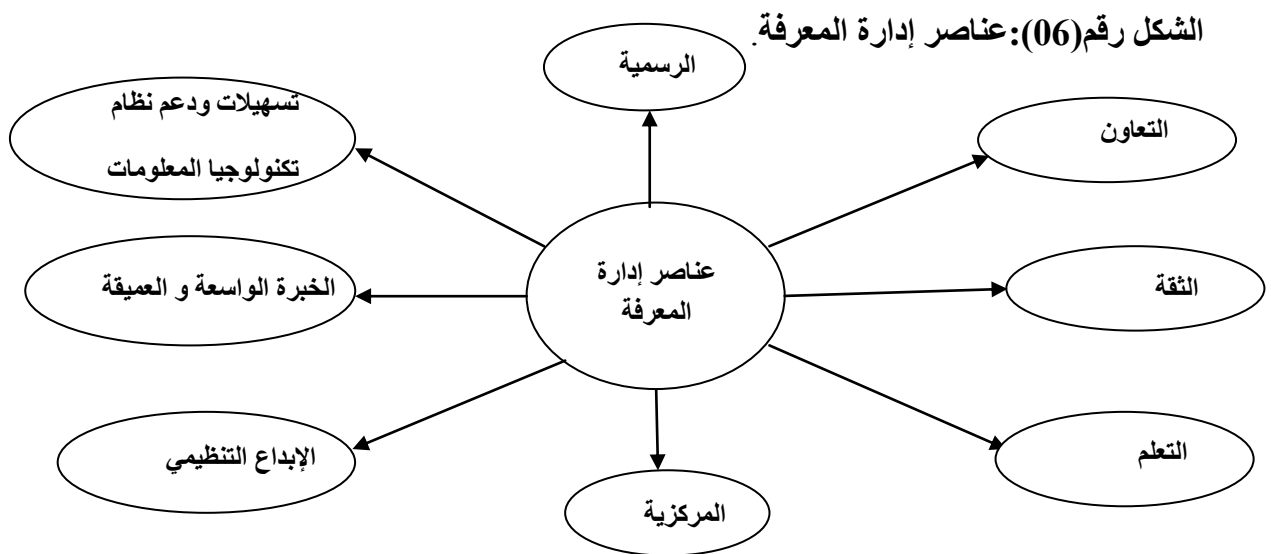 الشكل رقم(06):عناصر إدارة المعرفة.
الرسمية
التعاون
تسهيلات ودعم نظام
تكنولوجيا المعلومات
عناصر إدارة
المعرفة
الثقة
الخبرة الواسعة و العميقة
التعلم
الإبداع التنظيمي
المركزية